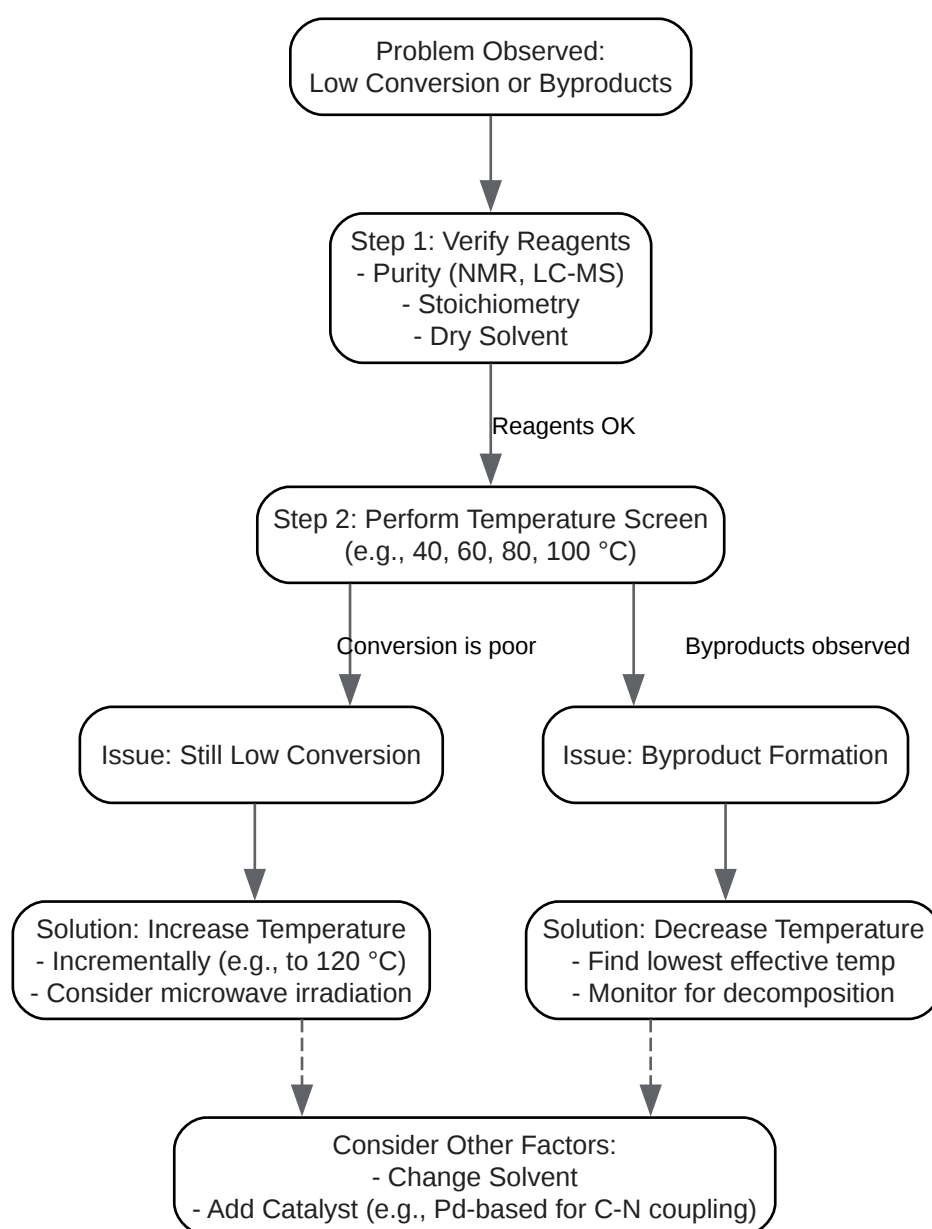 Problem Observed:
Low Conversion or Byproducts
Step 1: Verify Reagents
- Purity (NMR, LC-MS)
- Stoichiometry
- Dry Solvent
Reagents OK
Step 2: Perform Temperature Screen
(e.g., 40, 60, 80, 100 °C)
Conversion is poor
Byproducts observed
Issue: Still Low Conversion
Issue: Byproduct Formation
Solution: Increase Temperature
- Incrementally (e.g., to 120 °C)
- Consider microwave irradiation
Solution: Decrease Temperature
- Find lowest effective temp
- Monitor for decomposition
Consider Other Factors:
- Change Solvent
- Add Catalyst (e.g., Pd-based for C-N coupling)